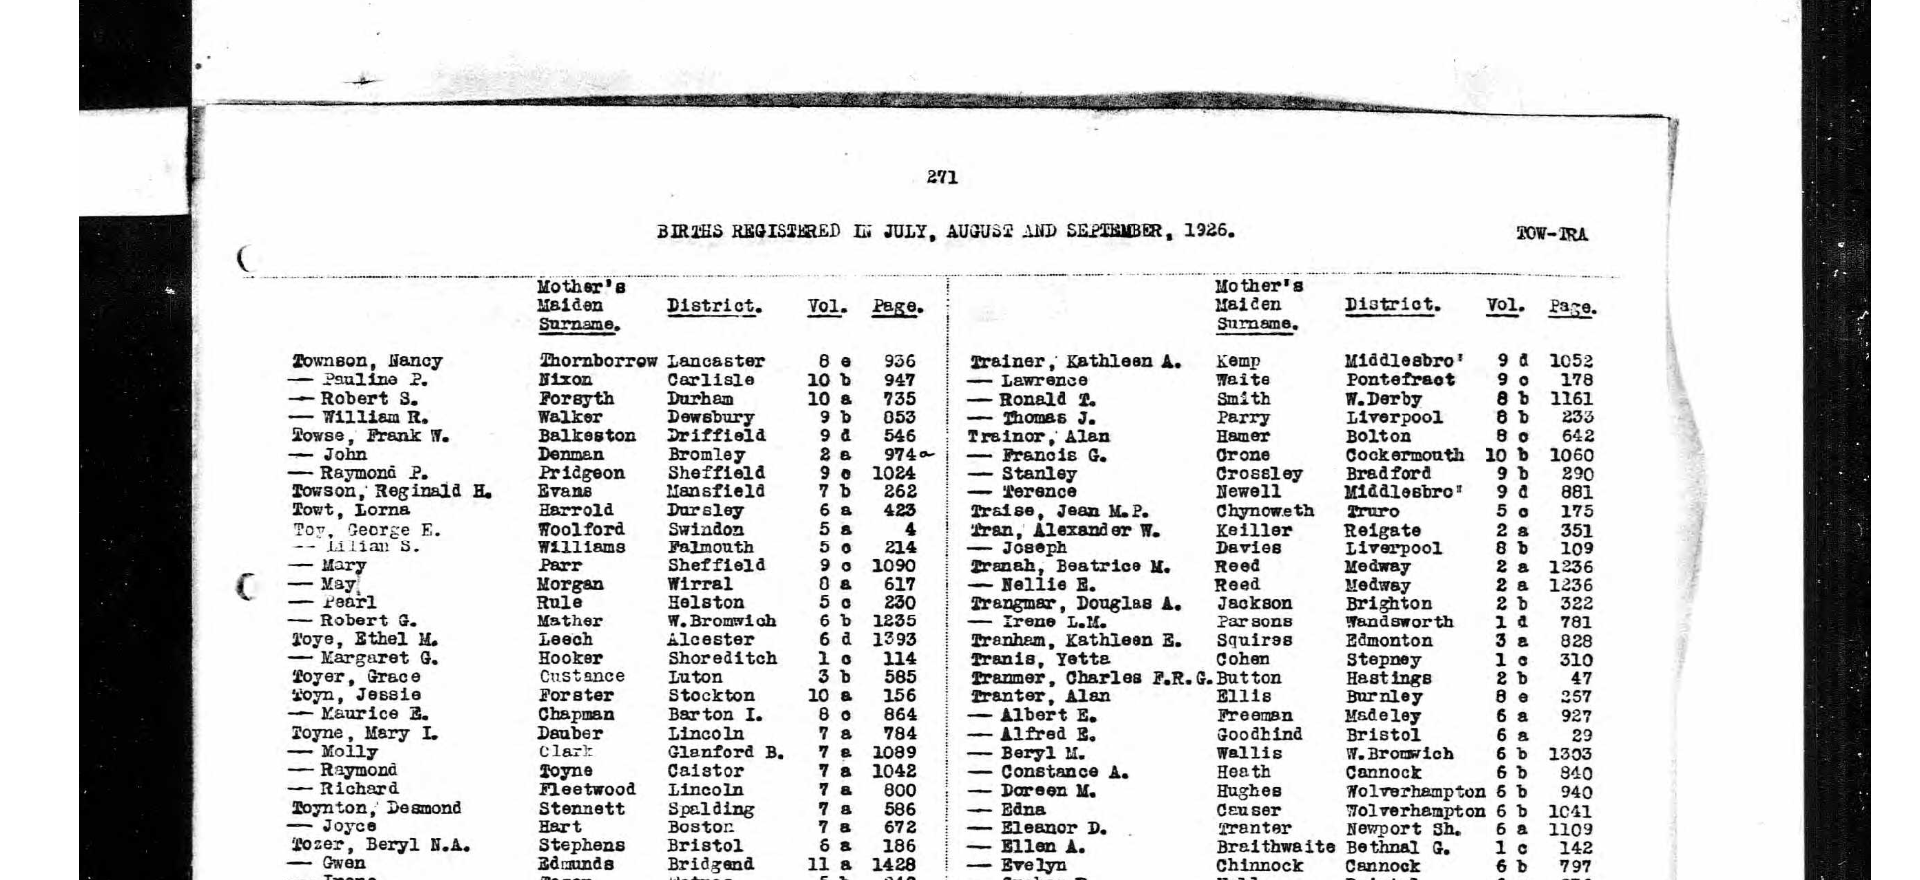 271
BIRTHS REGISTERED IN JULY, AUGUST AND SEPTEMBER, 1926.
TOW-TRA
Mother's
Maiden District. Vol. Page.
Surname.
Townson, Nancy Thornborrow Lancaster 8 e 936
— Pauline P. Nixon Carlisle 10 b 947
— Robert S. Forsyth Durham 10 a 735
— William R. Walker Dewsbury 9 b 853
Towse, Frank W. Balkeston Driffield 9 d 546
— John Denman Bromley 2 a 974
— Raymond P. Pridgeon Sheffield 9 c 1024
Towson, Reginald H. Evans Mansfield 7 b 262
Towt, Lorna Harrold Dursley 6 a 423
Toy, George E. Woolford Swindon 5 a 4
— Lilian S. Williams Falmouth 5 c 214
— Mary Parr Sheffield 9 c 1090
— May Morgan Wirral 8 a 617
— Pearl Rule Helston 5 c 230
— Robert G. Mather W.Bromwich 6 b 1235
Toye, Ethel M. Leech Alcester 6 d 1393
— Margaret G. Hooker Shoreditch 1 c 114
Toyer, Grace Custance Luton 3 b 585
Toyn, Jessie Forster Stockton 10 a 156
— Maurice E. Chapman Barton I. 8 c 864
Toyne, Mary I. Dauber Lincoln 7 a 784
— Molly Clark Glanford B. 7 a 1089
— Raymond Toyne Caistor 7 a 1042
— Richard Fleetwood Lincoln 7 a 800
Toynton, Desmond Stennett Spalding 7 a 586
— Joyce Hart Boston 7 a 672
Tozer, Beryl N.A. Stephens Bristol 6 a 186
— Gwen Edmunds Bridgend 11 a 1428
Mother's
Maiden District. Vol. Page.
Surname.
Trainer, Kathleen A. Kemp Middlesbro' 9 d 1052
— Lawrence Waite Pontefract 9 c 178
— Ronald T. Smith W.Derby 8 b 1161
— Thomas J. Parry Liverpool 8 b 233
Trainor, Alan Hamer Bolton 8 c 642
— Francis G. Crone Cockermouth 10 b 1060
— Stanley Crossley Bradford 9 b 290
— Terence Newell Middlesbro' 9 d 881
Traise, Jean M.P. Chynoweth Truro 5 c 175
Tran, Alexander W. Keiller Reigate 2 a 351
— Joseph Davies Liverpool 8 b 109
Tranah, Beatrice M. Reed Medway 2 a 1236
— Nellie E. Reed Medway 2 a 1236
Trangmar, Douglas A. Jackson Brighton 2 b 322
— Irene L.M. Parsons Wandsworth 1 d 781
Tranham, Kathleen E. Squires Edmonton 3 a 828
Tranis, Yetta Cohen Stepney 1 c 310
Tranmer, Charles F.R.G. Button Hastings 2 b 47
Tranter, Alan Ellis Burnley 8 e 257
— Albert E. Freeman Madeley 6 a 927
— Alfred E. Goodhind Bristol 6 a 29
— Beryl M. Wallis W.Bromwich 6 b 1303
— Constance A. Heath Cannock 6 b 840
— Doreen M. Hughes Wolverhampton 6 b 940
— Edna Causer Wolverhampton 6 b 1041
— Eleanor D. Tranter Newport Sh. 6 a 1109
— Ellen A. Braithwaite Bethnal G. 1 c 142
— Evelyn Chinnock Cannock 6 b 797